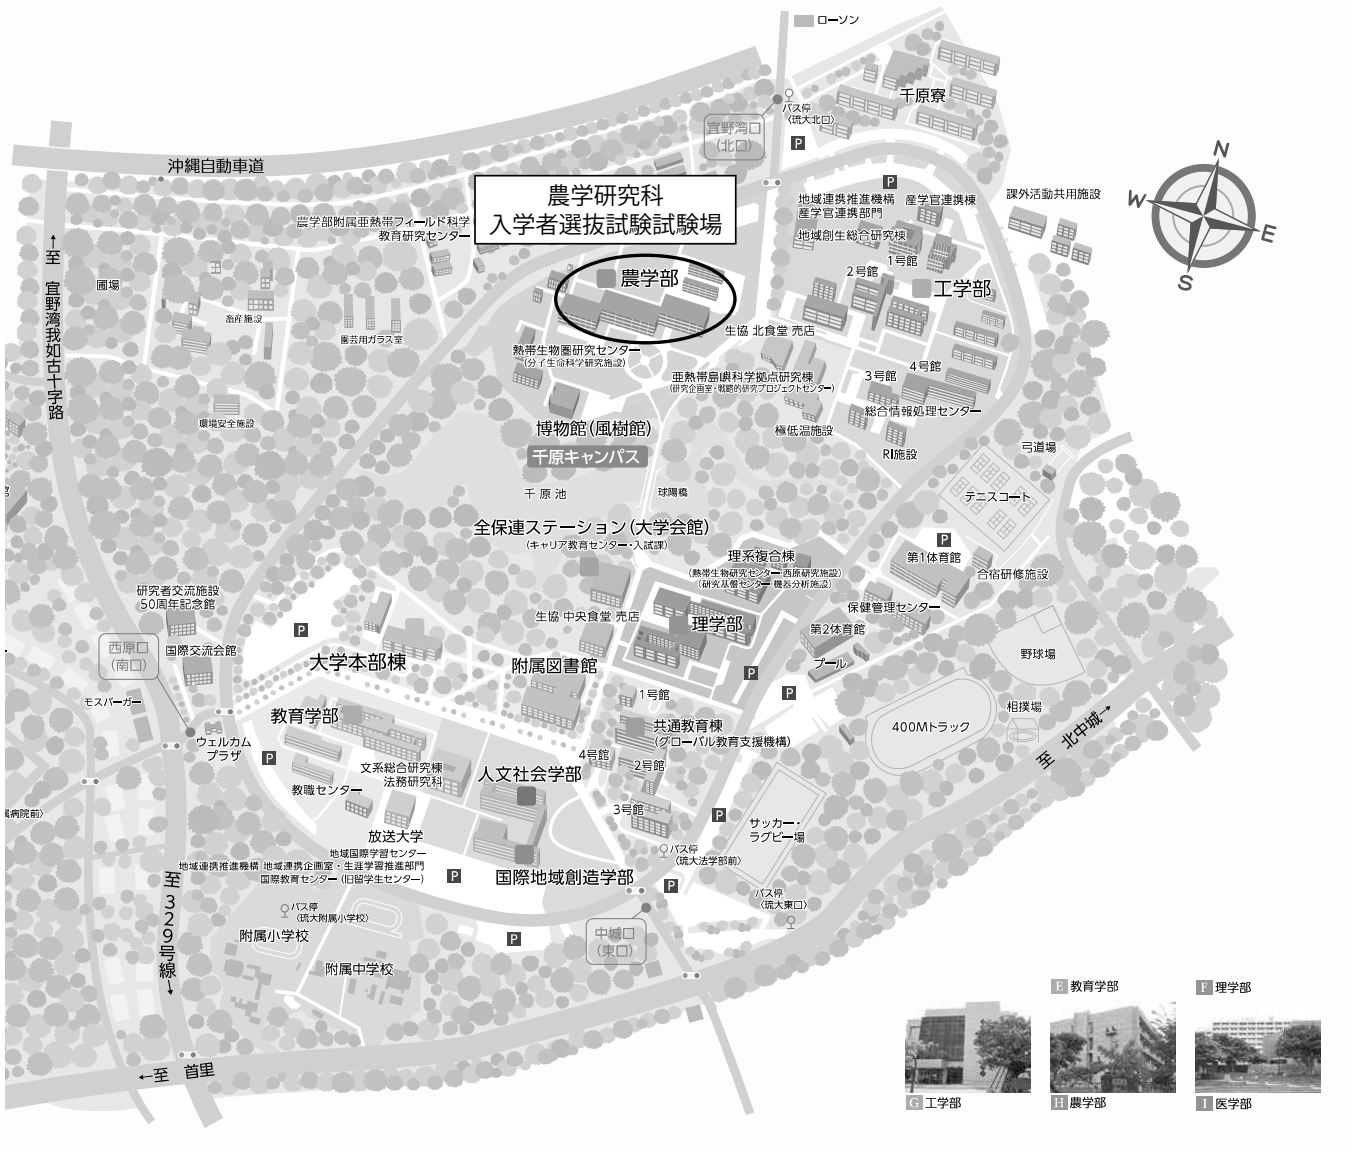 ローソン
千原寮
バス停
〈琉大北口〉
宜野湾口
(北口)
P
沖縄自動車道
P
農学研究科
入学者選抜試験試験場
地域連携推進機構
産学官連携部門
産学官連携棟
課外活動共用施設
N
W
E
S
農学部附属亜熱帯フィールド科学
教育研究センター
地域創生総合研究棟
←至 宜野湾我如古十字路
圃場
1号館
2号館
農学部
工学部
畜産施設
園芸用ガラス室
生協 北食堂 売店
熱帯生物圏研究センター
(分子生命科学研究施設)
亜熱帯島嶼科学拠点研究棟
(研究企画室・戦略的研究プロジェクトセンター)
3号館
4号館
総合情報処理センター
環境安全施設
博物館(風樹館)
極低温施設
千原キャンパス
RI施設
弓道場
千原池
球陽橋
テニスコート
全保連ステーション(大学会館)
(キャリア教育センター・入試課)
P
理系複合棟
(熱帯生物研究センター・西原研究施設)
(研究基盤センター・機器分析施設)
第1体育館
合宿研修施設
研究者交流施設
50周年記念館
保健管理センター
生協 中央食堂 売店
理学部
第2体育館
P
西原口
(南口)
国際交流会館
大学本部棟
附属図書館
プール
野球場
P
P
モスバーガー
1号館
教育学部
共通教育棟
(グローバル教育支援機構)
400Mトラック
相撲場
至 北中城→
ウェルカム
プラザ
P
4号館
2号館
文系総合研究棟
法務研究科
人文社会学部
教職センター
3号館
P
サッカー・
ラグビー場
属病院前〉
放送大学
地域国際学習センター
地域連携推進機構 地域連携企画室・生涯学習推進部門
国際教育センター(旧留学生センター)
P
国際地域創造学部
バス停
〈琉大法学部前〉
P
バス停
〈琉大東口〉
至 329号線→
バス停
〈琉大附属小学校〉
附属小学校
P
中城口
(東口)
附属中学校
←至 首里
E 教育学部
F 理学部
G 工学部
H 農学部
I 医学部